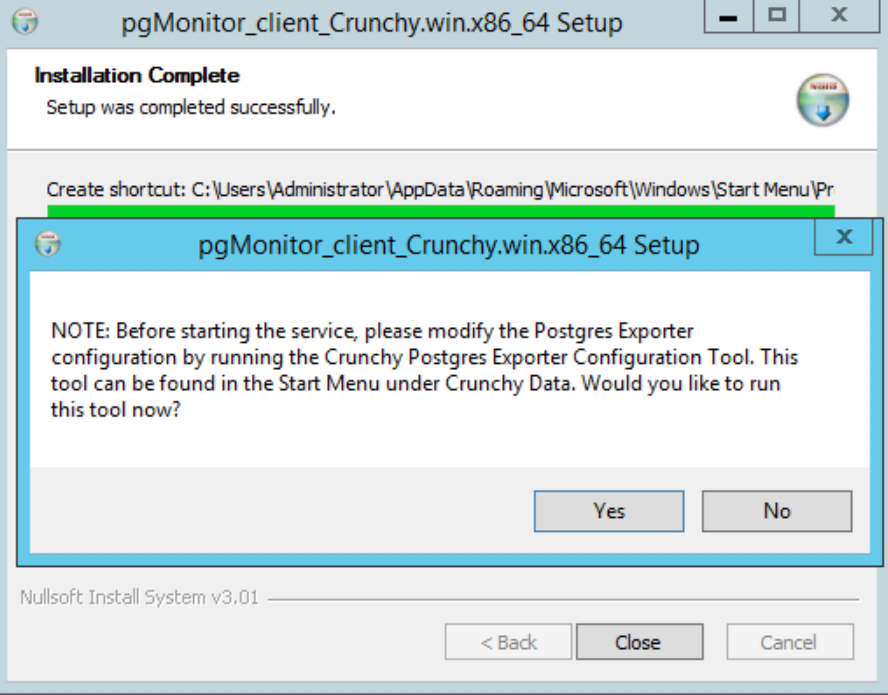 pgMonitor_client_Crunchy.win.x86_64 Setup
Installation Complete
Setup was completed successfully.
NSIS
Create shortcut: C:\Users\Administrator\AppData\Roaming\Microsoft\Windows\Start Menu\Pr
pgMonitor_client_Crunchy.win.x86_64 Setup
NOTE: Before starting the service, please modify the Postgres Exporter
configuration by running the Crunchy Postgres Exporter Configuration Tool. This
tool can be found in the Start Menu under Crunchy Data. Would you like to run
this tool now?
Yes
No
Nullsoft Install System v3.01
< Back
Close
Cancel